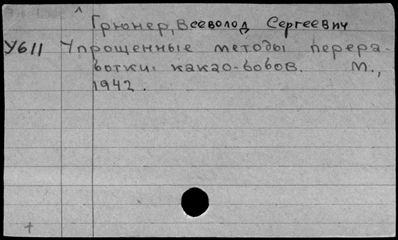 Грюнер, Всеволод Сергеевич
У611 Упрощенные методы перера-
ботки какао-бобов. М.,
1942.